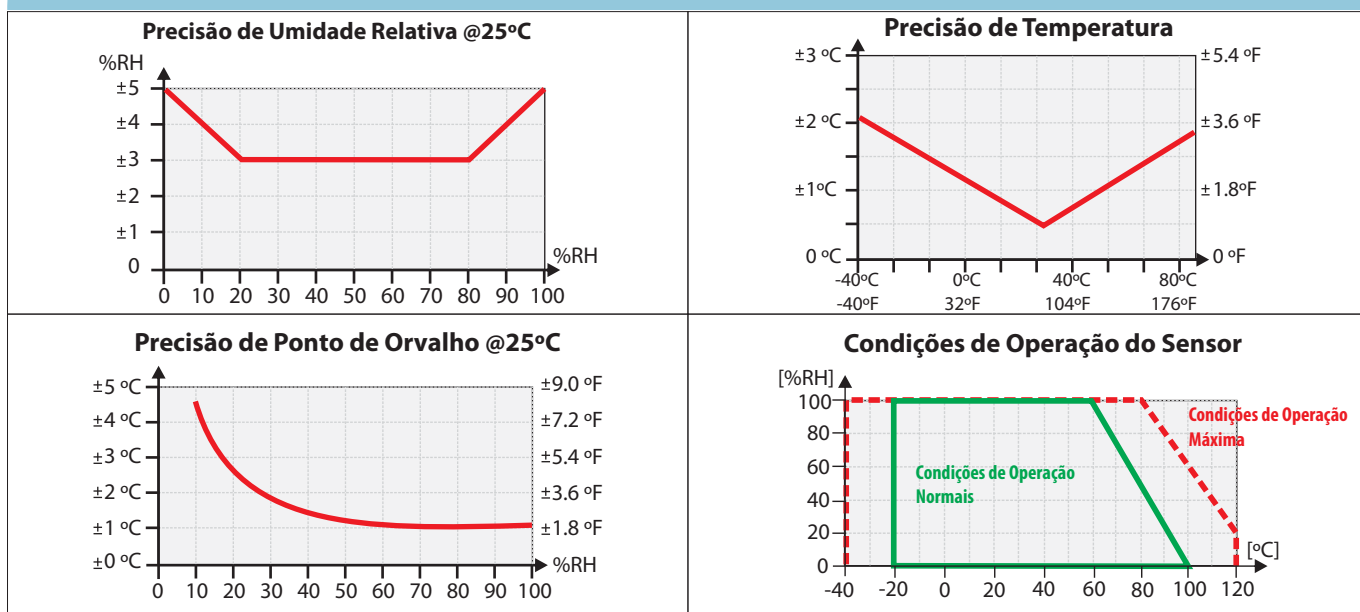 Precisão de Umidade Relativa @25ºC
%RH
±5
±4
±3
±2
±1
0
%RH
0 10 20 30 40 50 60 70 80 90 100
Precisão de Temperatura
±3 ºC
±2 ºC
±1ºC
0 ºC
±5.4 ºF
±3.6 ºF
±1.8ºF
0 ºF
-40ºC 0ºC 40ºC 80ºC
-40ºF 32ºF 104ºF 176ºF
Precisão de Ponto de Orvalho @25ºC
±5 ºC
±4 ºC
±3 ºC
±2 ºC
±1 ºC
±0 ºC
±9.0 ºF
±7.2 ºF
±5.4 ºF
±3.6 ºF
±1.8 ºF
%RH
0 10 20 30 40 50 60 70 80 90 100
Condições de Operação do Sensor
[%RH]
100
80
60
40
20
0
Condições de Operação
Máxima
Condições de Operação
Normais
[ºC]
-40 -20 0 20 40 60 80 100 120